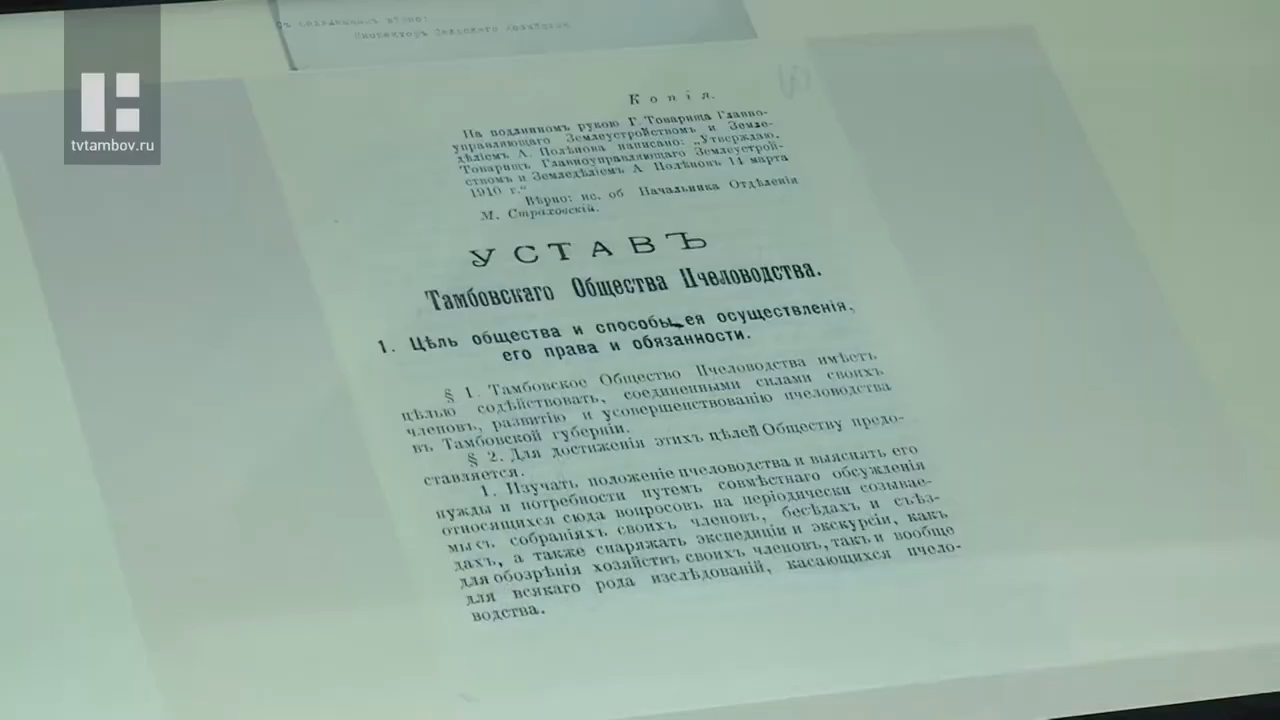 tvtambov.ru
Инспекторъ Сельскаго Хозяйства
Копія.
На подлинномъ рукою Г. Товарища Главно-
управляющаго Землеустройствомъ и Земле-
дѣліемъ А. Полѣнова написано: „Утверждаю.
Товарищъ Главноуправляющаго Землеустрой-
ствомъ и Земледѣліемъ А Полѣновъ 14 марта
1910 г.“
Вѣрно: ис. об Начальника Отдѣленія
М. Страховскій.
УСТАВЪ
Тамбовскаго Общества Пчеловодства.
1. Цѣль общества и способы ея осуществленія,
его права и обязанности.
§ 1. Тамбовское Общество Пчеловодства имѣетъ
цѣлью содѣйствовать, соединенными силами своихъ
членовъ, развитію и усовершенствованію пчеловодства
въ Тамбовской губерніи.
§ 2. Для достиженія этихъ цѣлей Обществу предо-
ставляется.
1. Изучать положеніе пчеловодства и выяснять его
нужды и потребности путемъ совмѣстнаго обсужденія
относящихся сюда вопросовъ на періодически созывае-
мыхъ собраніяхъ своихъ членовъ, бесѣдахъ и съѣз-
дахъ, а также снаряжать экспедиціи и экскурсіи, какъ
для обозрѣнія хозяйствъ своихъ членовъ, такъ и вообще
для всякаго рода изслѣдованій, касающихся пчело-
водства.